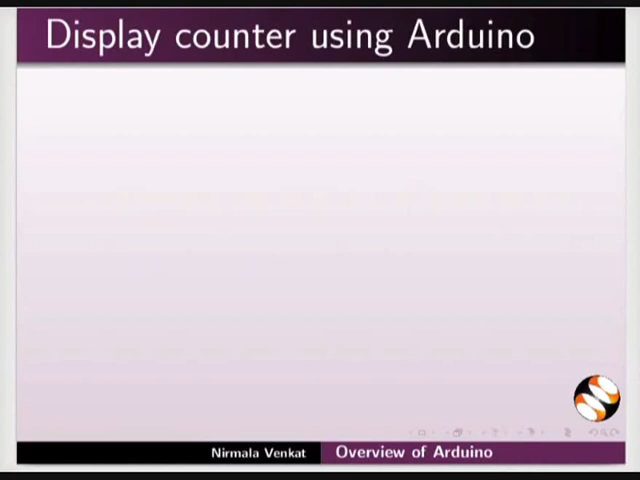 Display counter using Arduino
Nirmala Venkat
Overview of Arduino